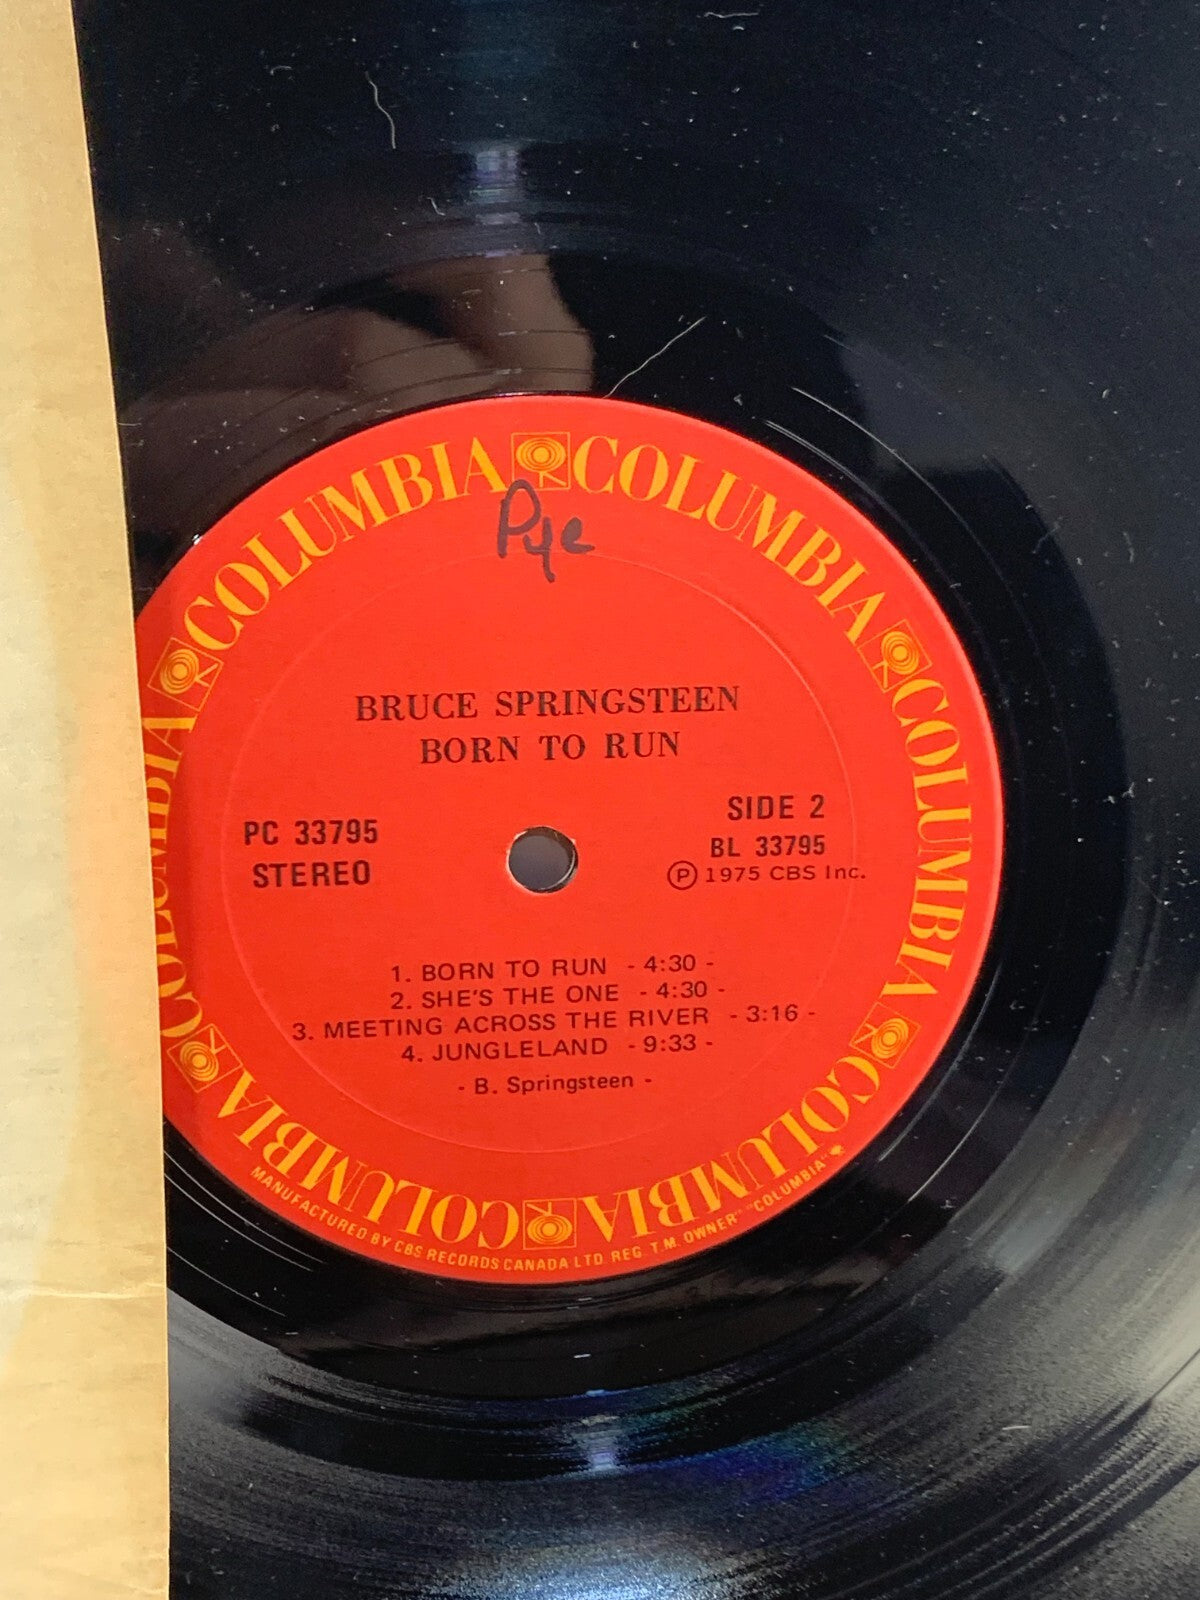 COLUMBIA COLUMBIA COLUMBIA COLUMBIA COLUMBIA COLUMBIA COLUMBIA
Pye
BRUCE SPRINGSTEEN
BORN TO RUN
PC 33795
STEREO
SIDE 2
BL 33795
Ⓟ 1975 CBS Inc.
1. BORN TO RUN - 4:30 -
2. SHE'S THE ONE - 4:30 -
3. MEETING ACROSS THE RIVER - 3:16 -
4. JUNGLELAND - 9:33 -
- B. Springsteen -
MANUFACTURED BY CBS RECORDS CANADA LTD. REG. T.M. OWNER "COLUMBIA"